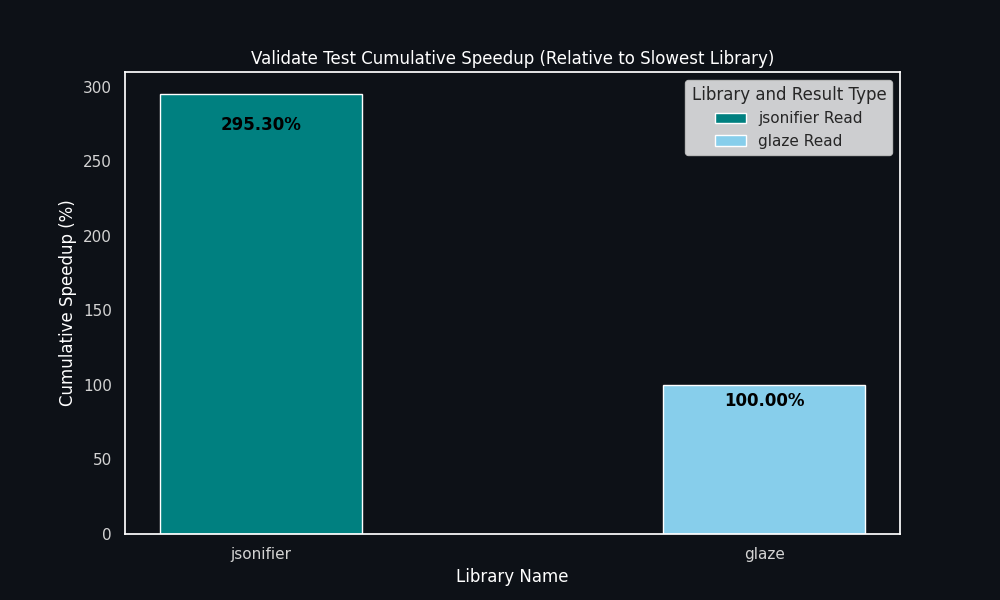 Validate Test Cumulative Speedup (Relative to Slowest Library)
Cumulative Speedup (%)
300
250
200
150
100
50
0
295.30%
100.00%
Library and Result Type
jsonifier Read
glaze Read
jsonifier
glaze
Library Name